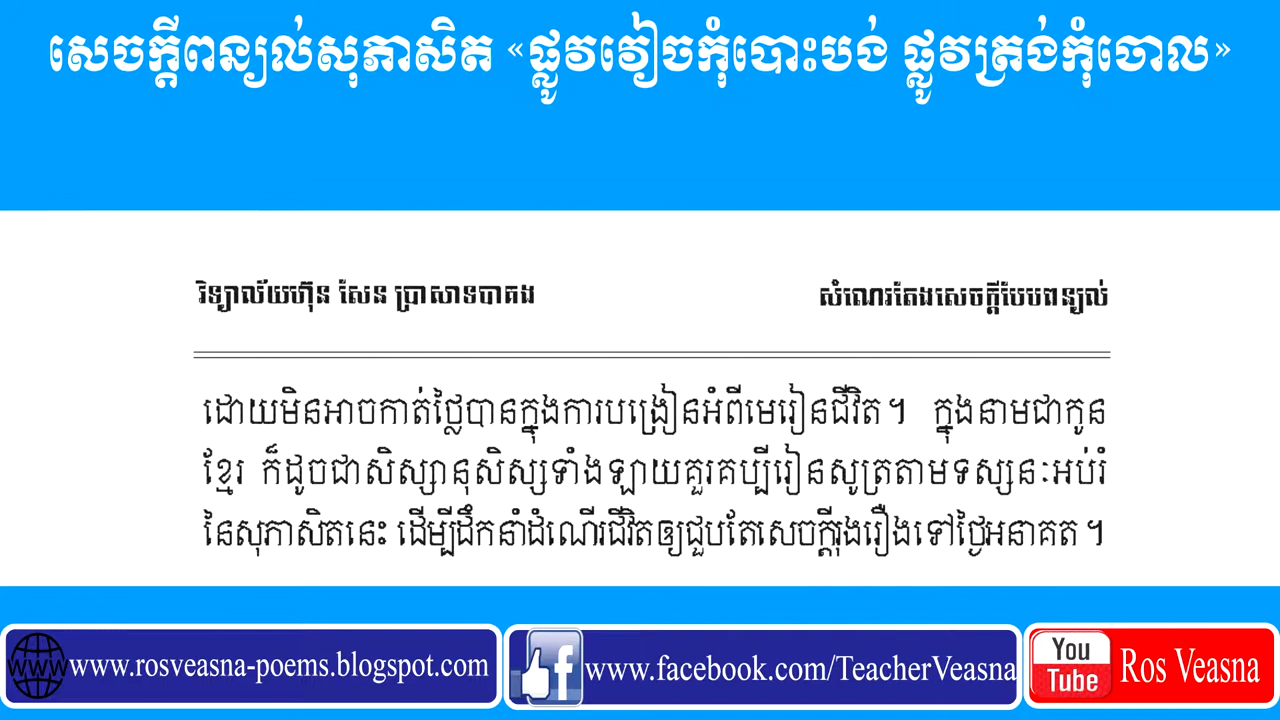 សេចក្ដីពន្យល់សុភាសិត «ផ្លូវវៀចកុំបោះបង់ ផ្លូវត្រង់កុំចោល»
វិទ្យាល័យហ៊ុន សែន ប្រាសាទបាគង
សំណេរតែងសេចក្ដីបែបពន្យល់
ដោយមិនអាចកាត់ថ្លៃបានក្នុងការបង្រៀនអំពីមេរៀនជីវិត។ ក្នុងនាមជាកូន
ខ្មែរ ក៏ដូចជាសិស្សានុសិស្សទាំងឡាយគួរគប្បីរៀនសូត្រតាមទស្សនៈអប់រំ
នៃសុភាសិតនេះ ដើម្បីដឹកនាំដំណើរជីវិតឲ្យជួបតែសេចក្ដីរុងរឿងទៅថ្ងៃអនាគត។
www.rosveasna-poems.blogspot.com
www.facebook.com/TeacherVeasna
You
Tube
Ros Veasna